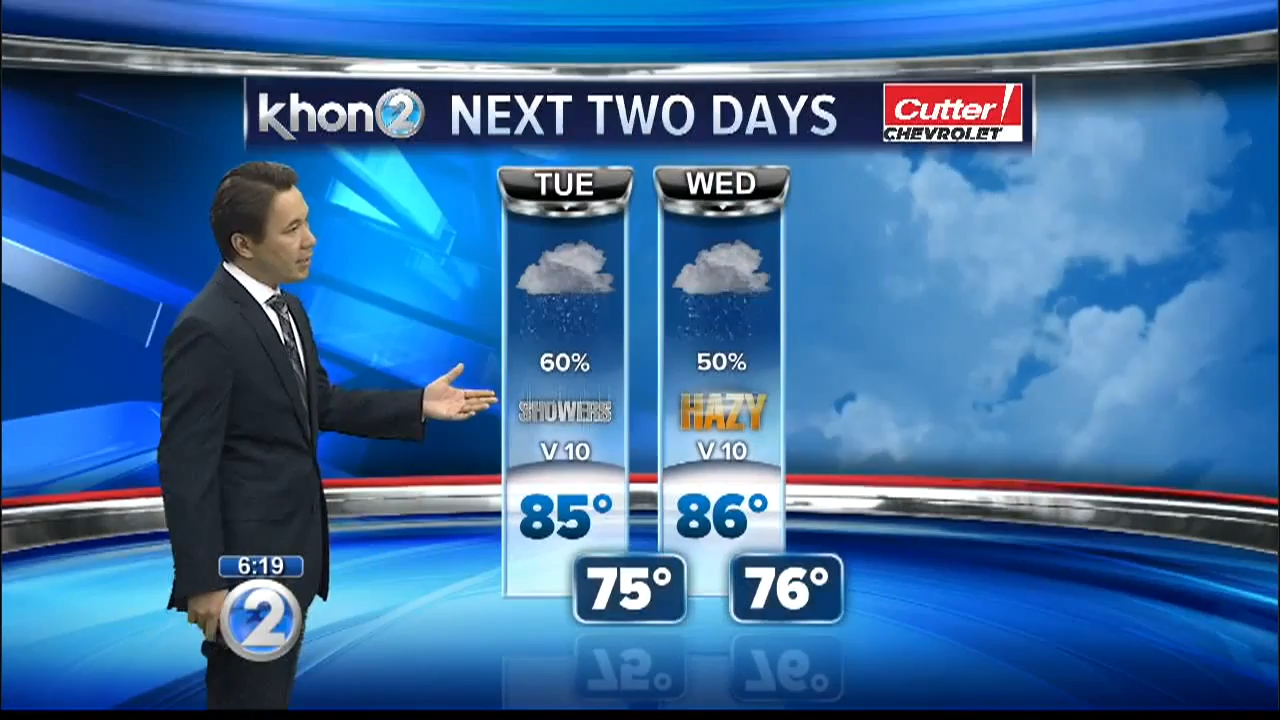 khon2 NEXT TWO DAYS Cutter!
CHEVROLET
TUE WED
60% 50%
SHOWERS HAZY
V 10 V 10
85° 86°
75° 76°
6:19
2